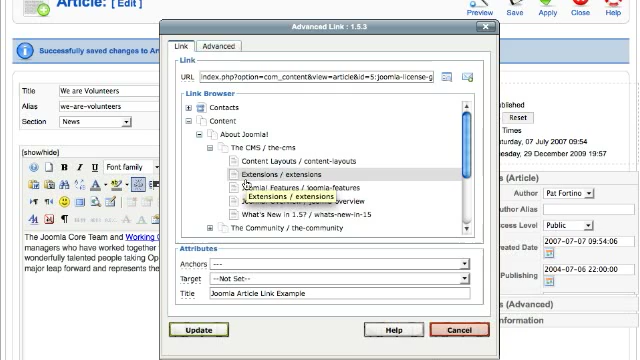 Article: [ Edit ]
Preview Save Apply Close Help
Advanced Link : 1.5.3
Successfully saved changes to Ar
Link Advanced
Link
URL index.php?option=com_content&view=article&id=5:joomla-license-g
Link Browser
Contacts
Content
About Joomla!
The CMS / the-cms
Content Layouts / content-layouts
Extensions / extensions
Joomla! Features / joomla-features
Extensions / extensions
overview
What's New in 1.5? / whats-new-in-15
The Community / the-community
Attributes
Anchors ---
Target --Not Set--
Title Joomla Article Link Example
Update Help Cancel
Title We are Volunteers
Alias we-are-volunteers
Section News
[show/hide]
Font family
The Joomla Core Team and Working G
managers who have worked together
wonderfully talented people taking Op
major leap forward and represents the
Published
Reset
Times
Saturday, 07 July 2007 09:54
Wednesday, 29 December 2009 19:57
(Article)
Author Pat Fortino
Author Alias
Access Level Public
Created Date 2007-07-07 09:54:06
Publishing 2004-07-06 22:00:00
(Advanced)
Information